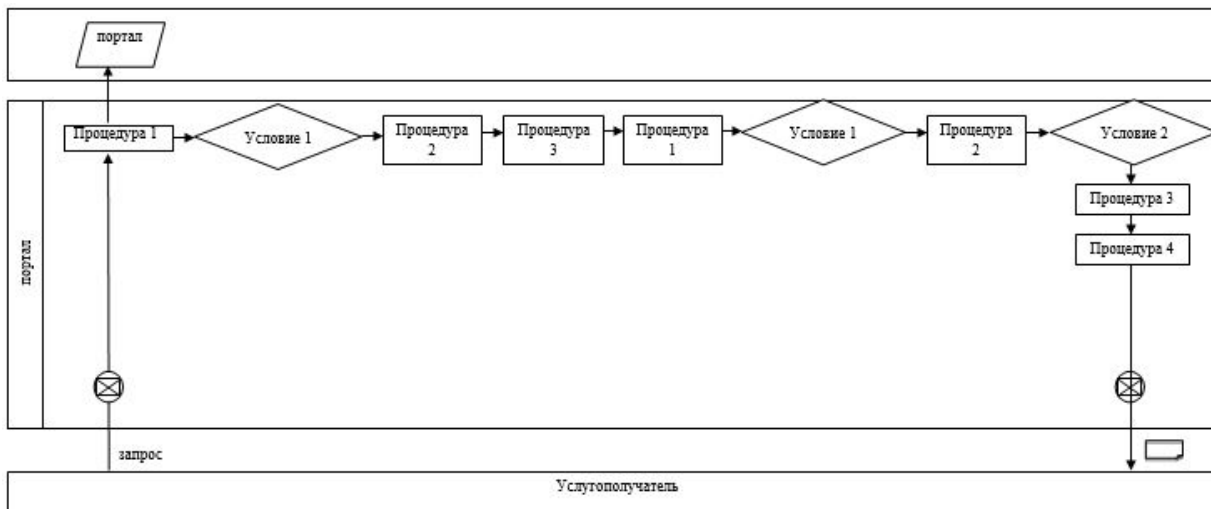 портал
Процедура 1
Условие 1
Процедура
2
Процедура
3
Процедура
1
Условие 1
Процедура
2
Условие 2
Процедура 3
Процедура 4
портал
запрос
Услугополучатель